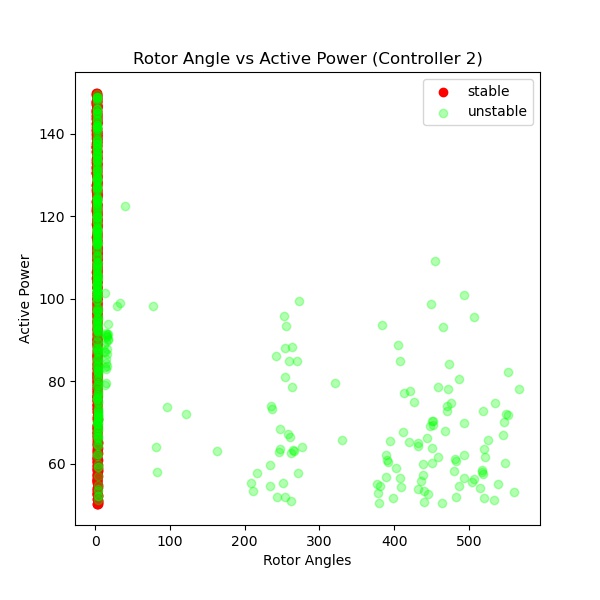 Rotor Angle vs Active Power (Controller 2)
stable
unstable
140
120
100
80
60
Active Power
0 100 200 300 400 500
Rotor Angles